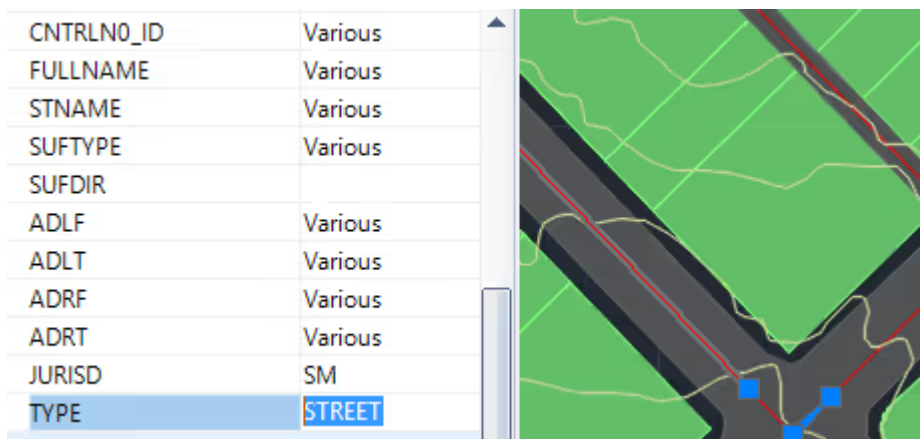 CNTRLN0_ID Various
FULLNAME Various
STNAME Various
SUFTYPE Various
SUFDIR
ADLF Various
ADLT Various
ADRF Various
ADRT Various
JURISD SM
TYPE STREET